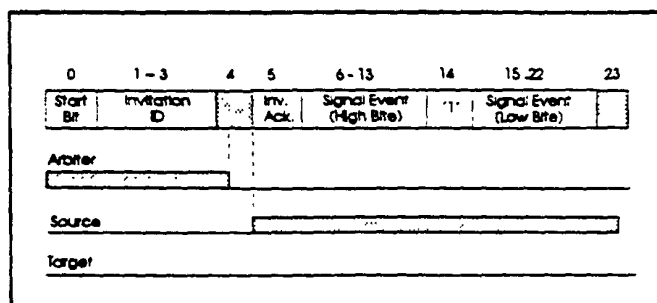 0 1 - 3 4 5 6 - 13 14 15 .22 23
Start Bit Invitation ID Inv. Ack. Signal Event (High Bite) "1" Signal Event (Low Bite)
Arbiter
Source
Target